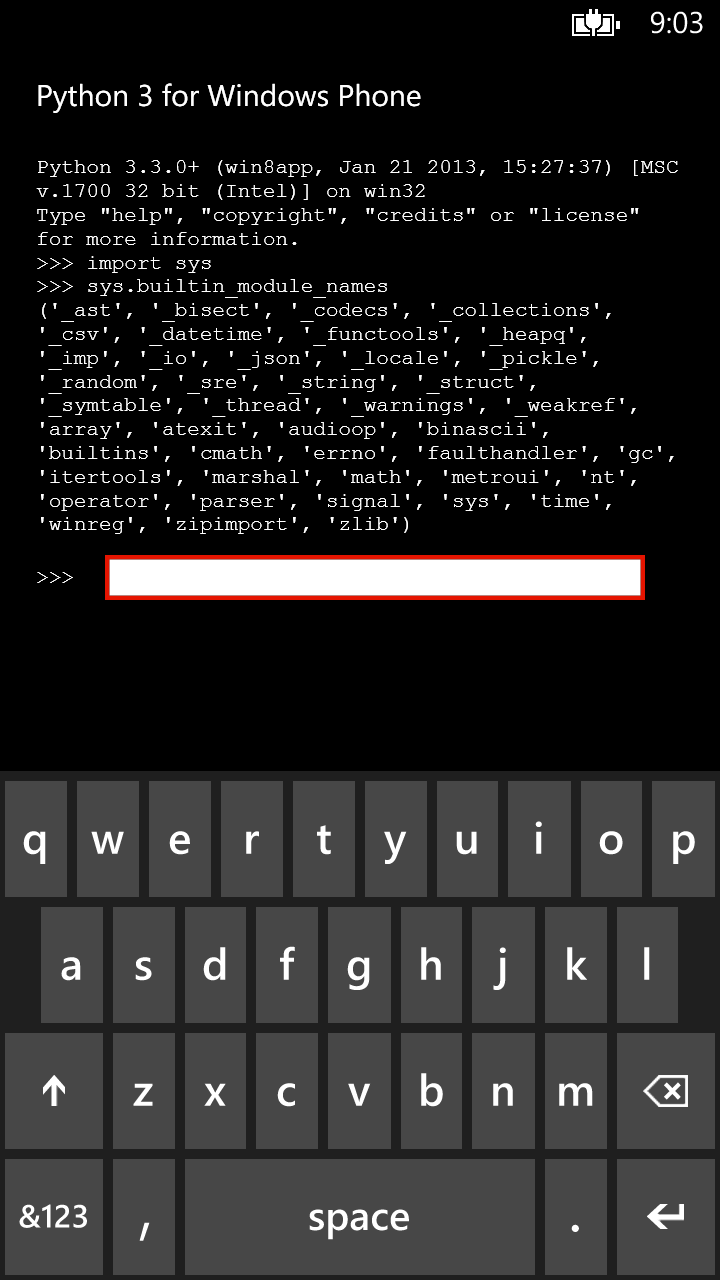 9:03
Python 3 for Windows Phone
Python 3.3.0+ (win8app, Jan 21 2013, 15:27:37) [MSC
v.1700 32 bit (Intel)] on win32
Type "help", "copyright", "credits" or "license"
for more information.
>>> import sys
>>> sys.builtin_module_names
('_ast', '_bisect', '_codecs', '_collections',
'_csv', '_datetime', '_functools', '_heapq',
'_imp', '_io', '_json', '_locale', '_pickle',
'_random', '_sre', '_string', '_struct',
'_symtable', '_thread', '_warnings', '_weakref',
'array', 'atexit', 'audioop', 'binascii',
'builtins', 'cmath', 'errno', 'faulthandler', 'gc',
'itertools', 'marshal', 'math', 'metroui', 'nt',
'operator', 'parser', 'signal', 'sys', 'time',
'winreg', 'zipimport', 'zlib')
>>>
q w e r t y u i o p
a s d f g h j k l
z x c v b n m
&123 , space .